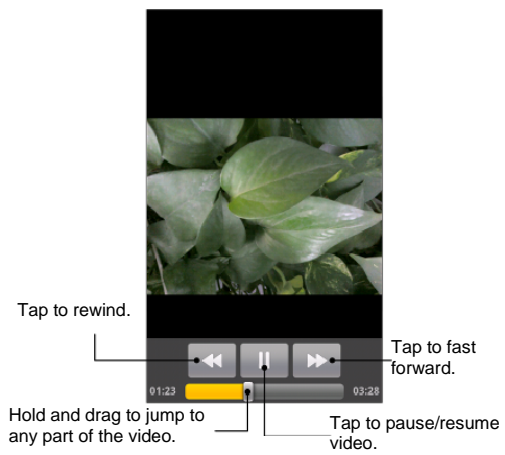 Tap to rewind.
Tap to fast
forward.
01:23
03:28
Hold and drag to jump to
any part of the video.
Tap to pause/resume
video.